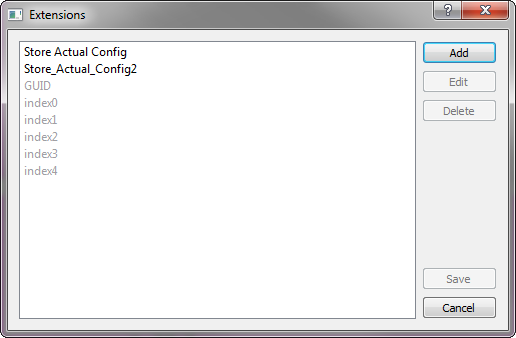 Extensions
?
Store Actual Config
Store_Actual_Config2
GUID
index0
index1
index2
index3
index4
Add
Edit
Delete
Save
Cancel